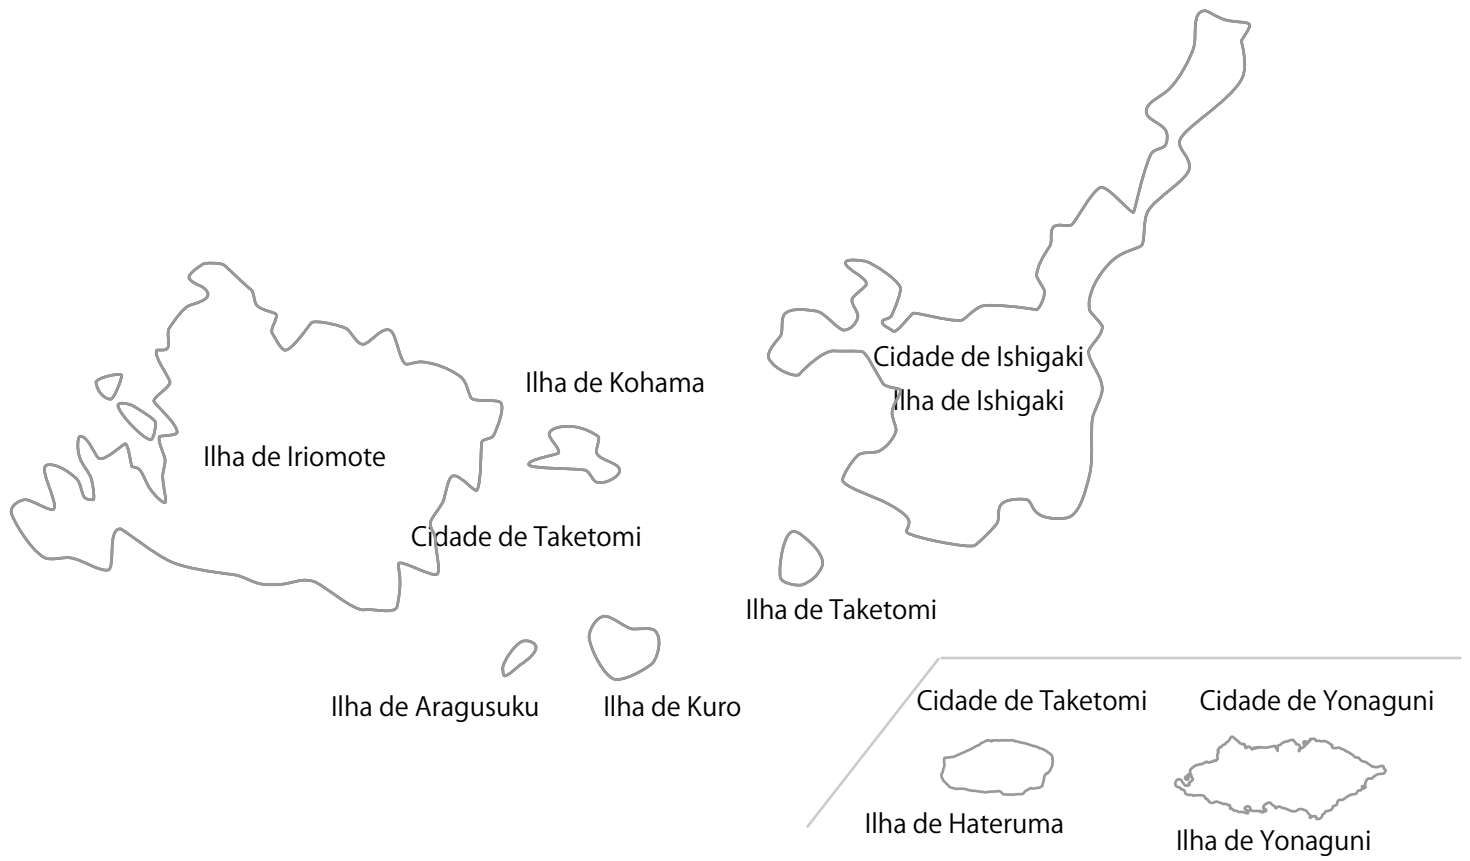 Cidade de Ishigaki
Ilha de Kohama
Ilha de Ishigaki
Ilha de Iriomote
Cidade de Taketomi
Ilha de Taketomi
Ilha de Aragusuku
Ilha de Kuro
Cidade de Taketomi
Cidade de Yonaguni
Ilha de Hateruma
Ilha de Yonaguni